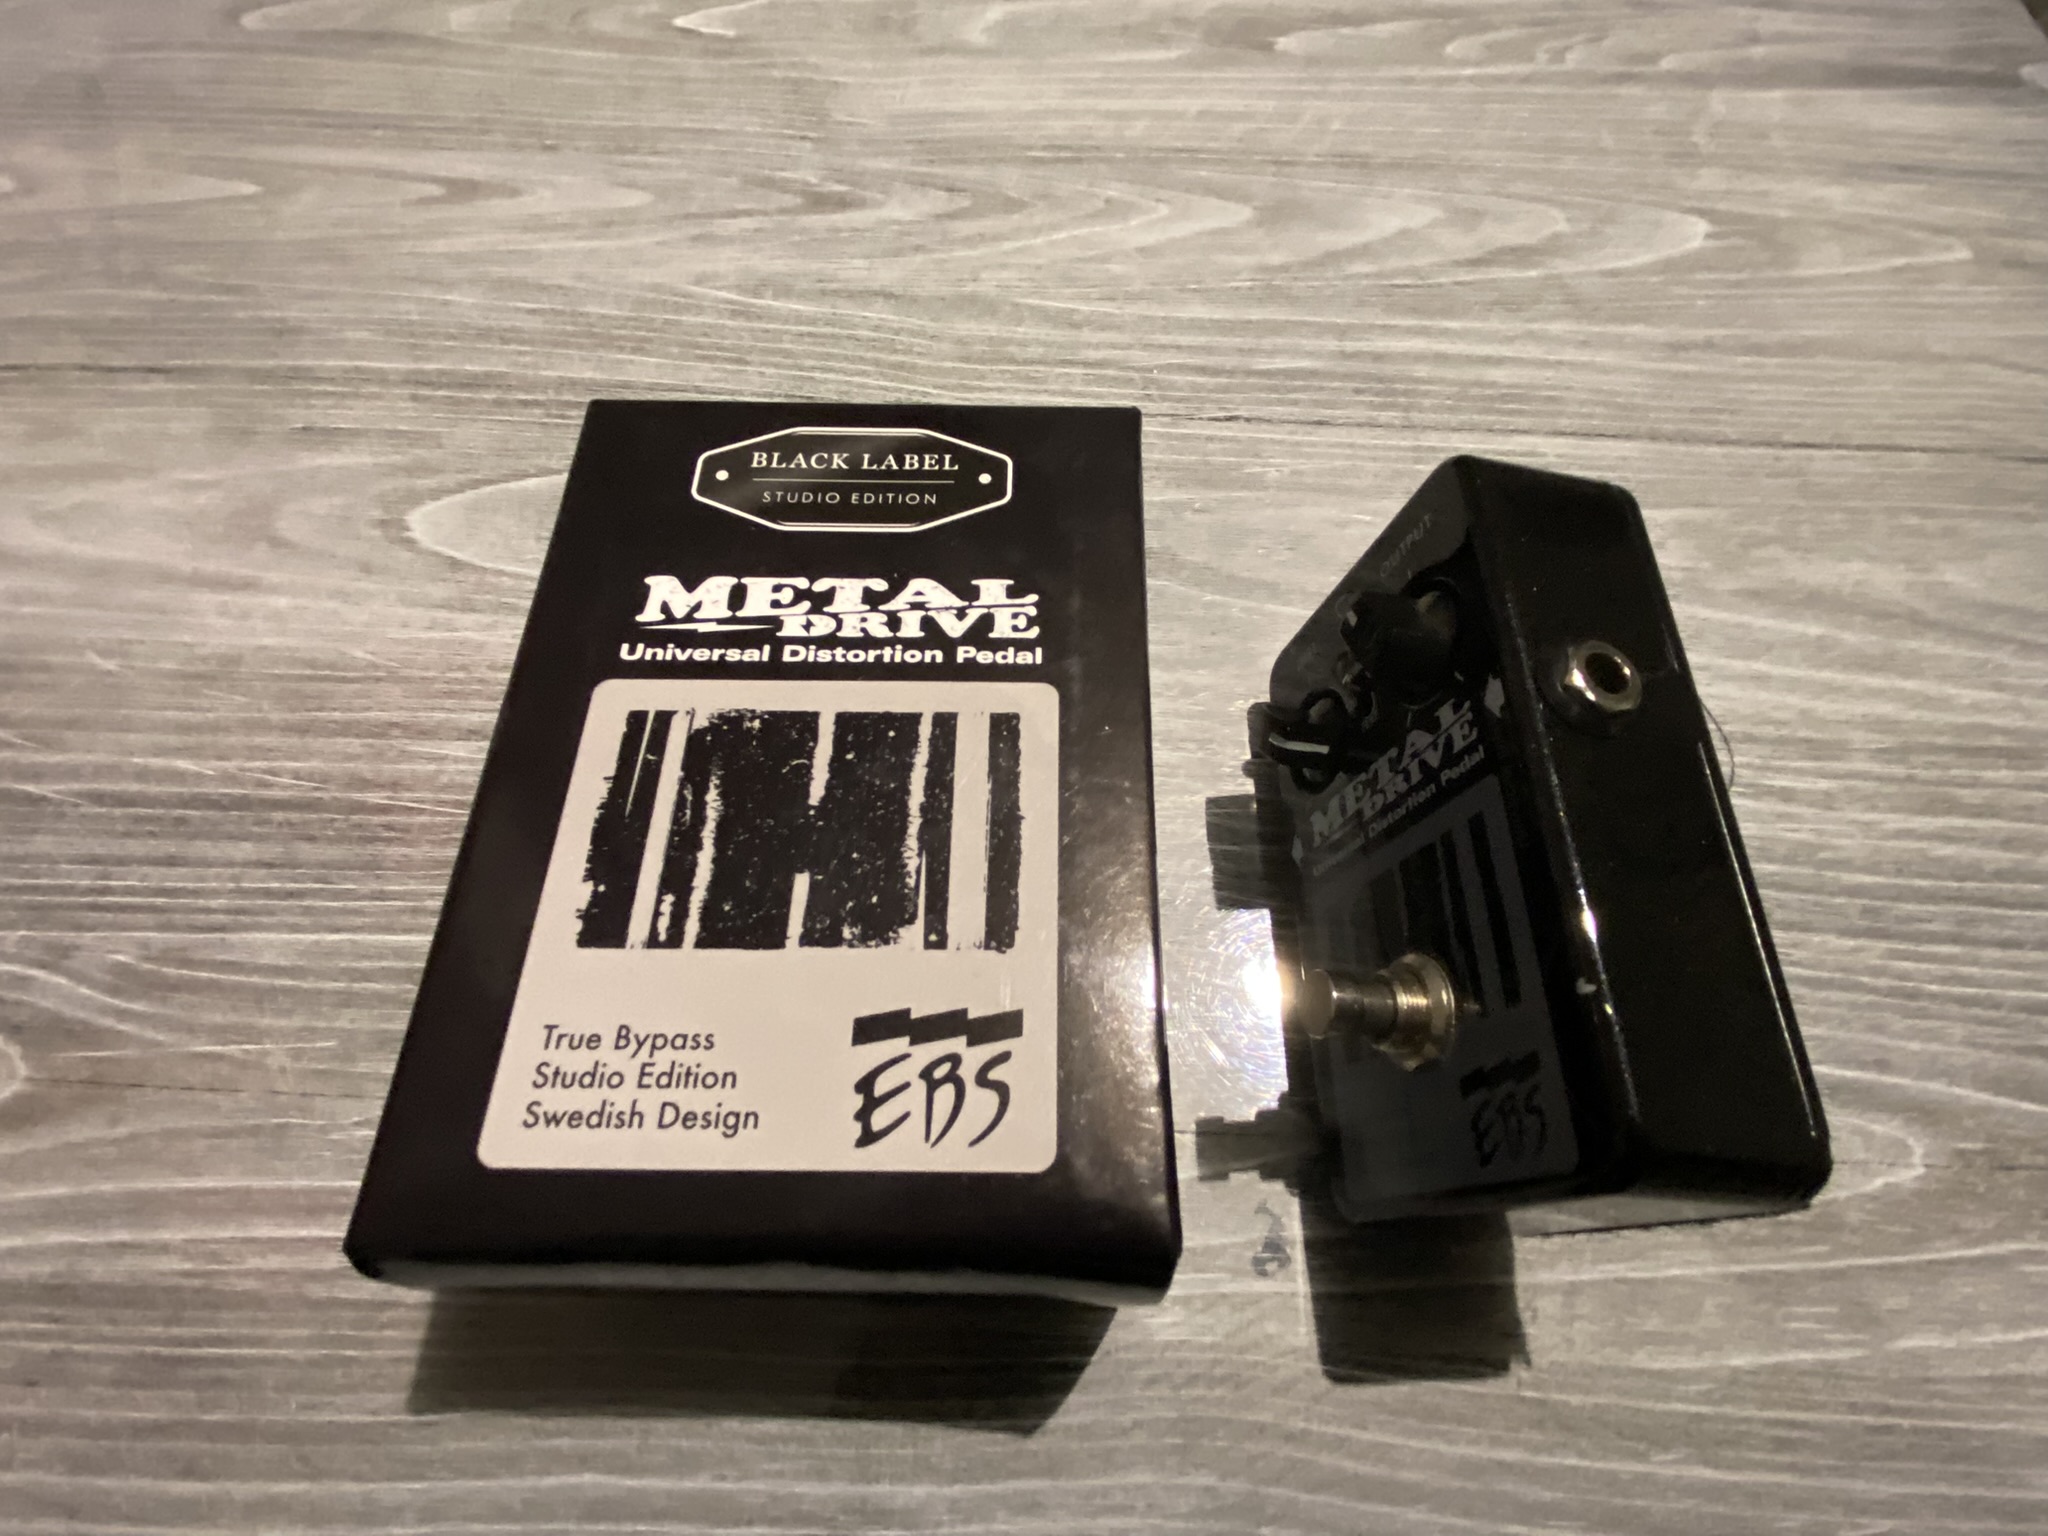 BLACK LABEL
STUDIO EDITION
METAL
DRIVE
Universal Distortion Pedal
True Bypass
Studio Edition
Swedish Design
EBS
OUTPUT
METAL
DRIVE
Universal Distortion Pedal
EBS